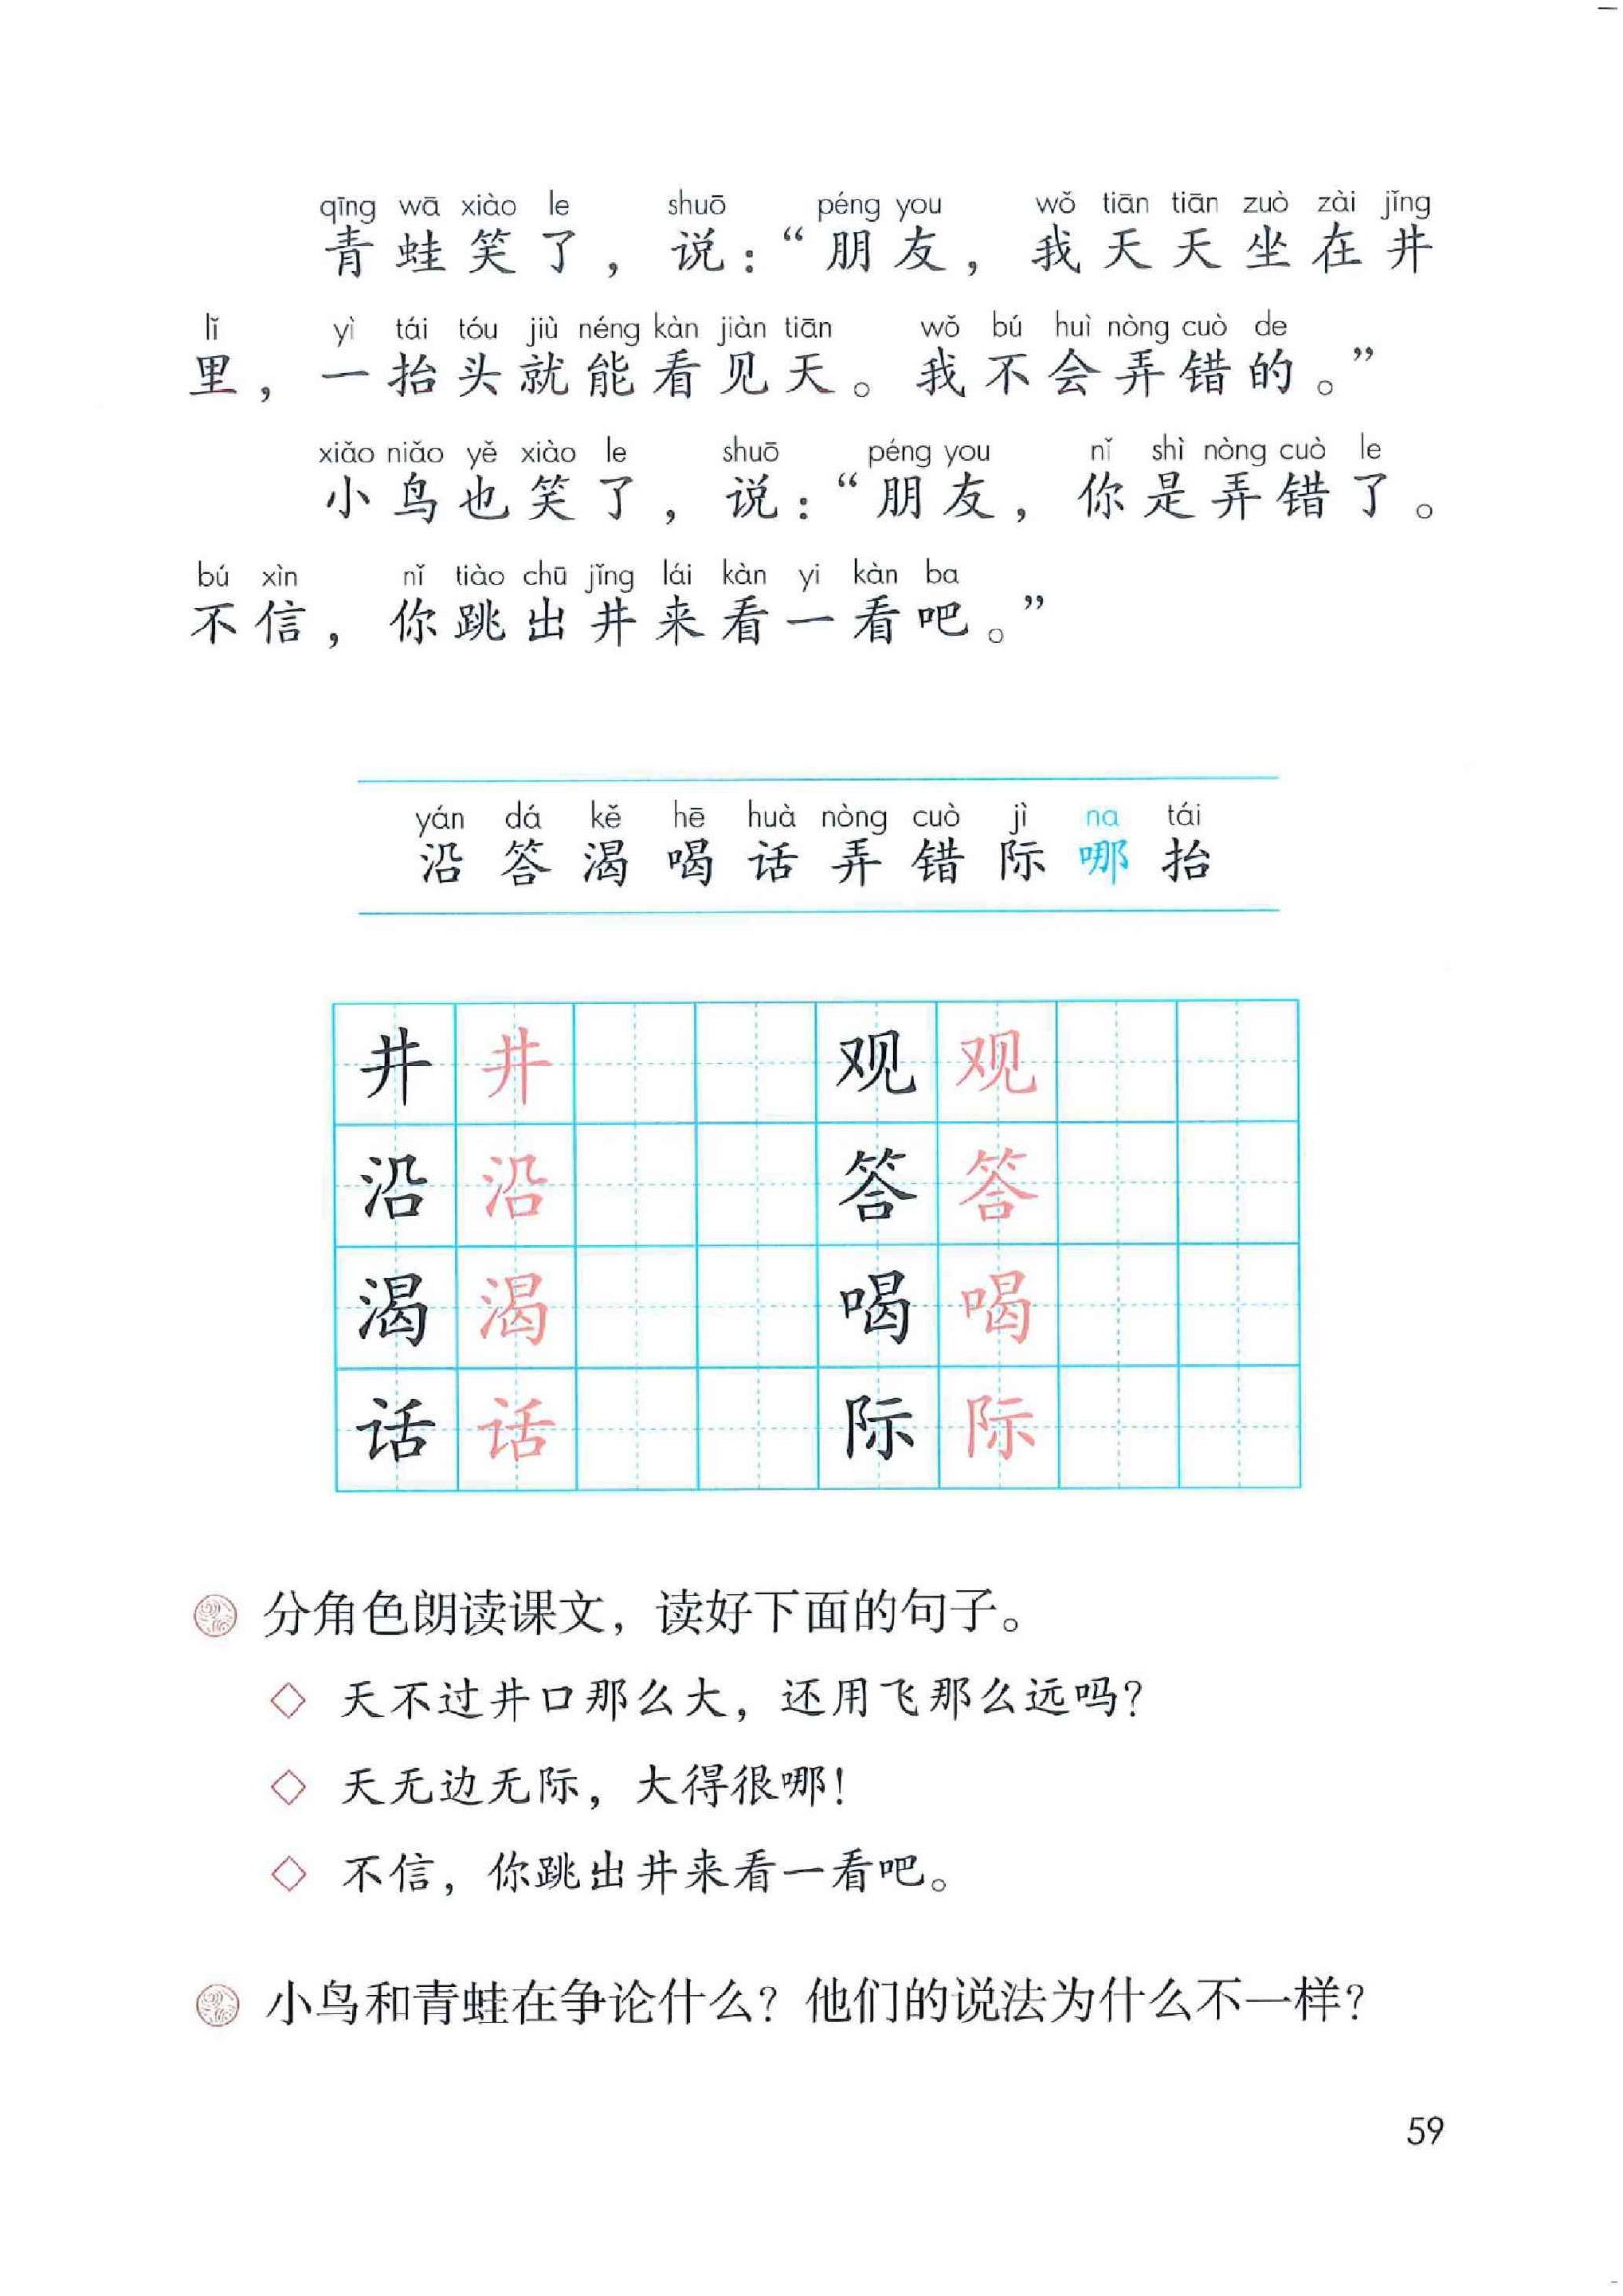 qīng wā xiào le shuō péng you wǒ tiān tiān zuò zài jǐng
青蛙笑了，说：“朋友，我天天坐在井
lǐ yì tái tóu jiù néng kàn jiàn tiān wǒ bú huì nòng cuò de
里，一抬头就能看见天。我不会弄错的。”
xiǎo niǎo yě xiào le shuō péng you nǐ shì nòng cuò le
小鸟也笑了，说：“朋友，你是弄错了。
bú xìn nǐ tiào chū jǐng lái kàn yi kàn ba
不信，你跳出井来看一看吧。”
yán dá kě hē huà nòng cuò jì na tái
沿 答 渴 喝 话 弄 错 际 哪 抬
井 井 观 观
沿 沿 答 答
渴 渴 喝 喝
话 话 际 际
分角色朗读课文，读好下面的句子。
◇ 天不过井口那么大，还用飞那么远吗？
◇ 天无边无际，大得很哪！
◇ 不信，你跳出井来看一看吧。
小鸟和青蛙在争论什么？他们的说法为什么不一样？
59